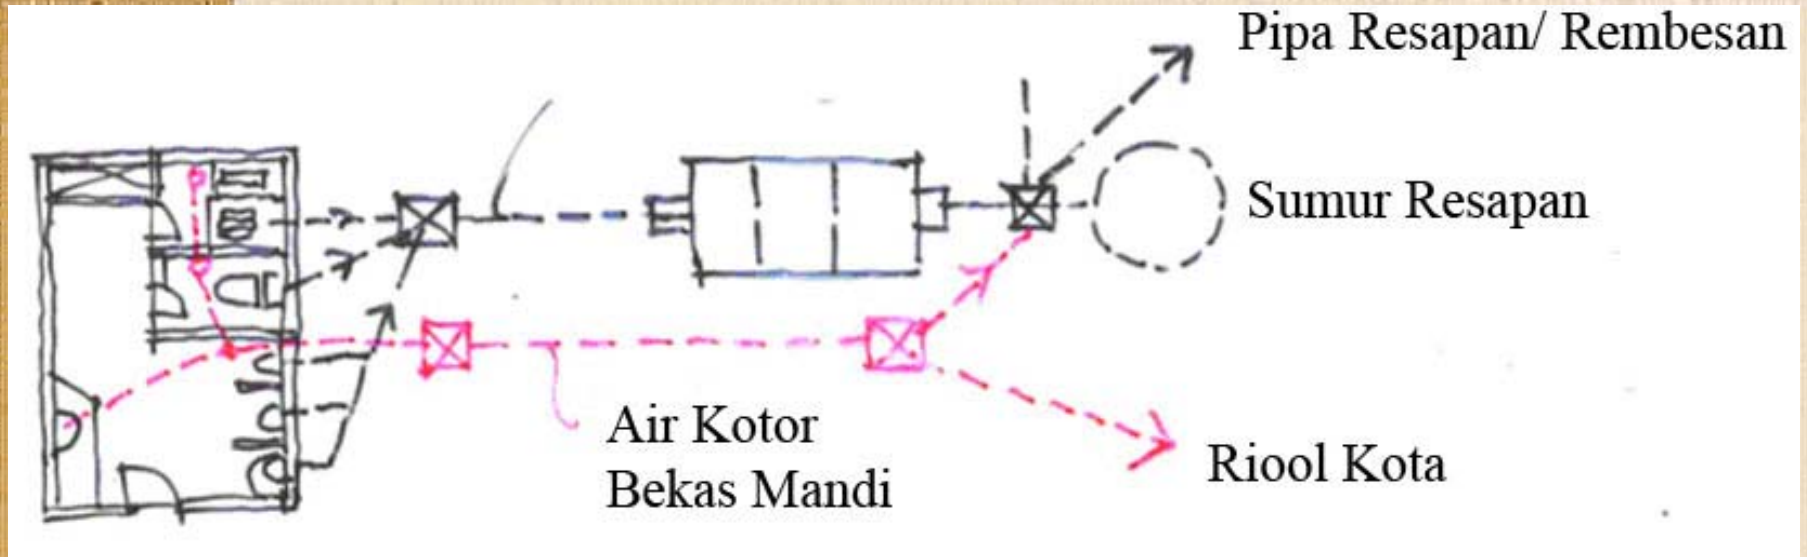 Pipa Resapan/ Rembesan
Sumur Resapan
Air Kotor
Bekas Mandi
Riool Kota